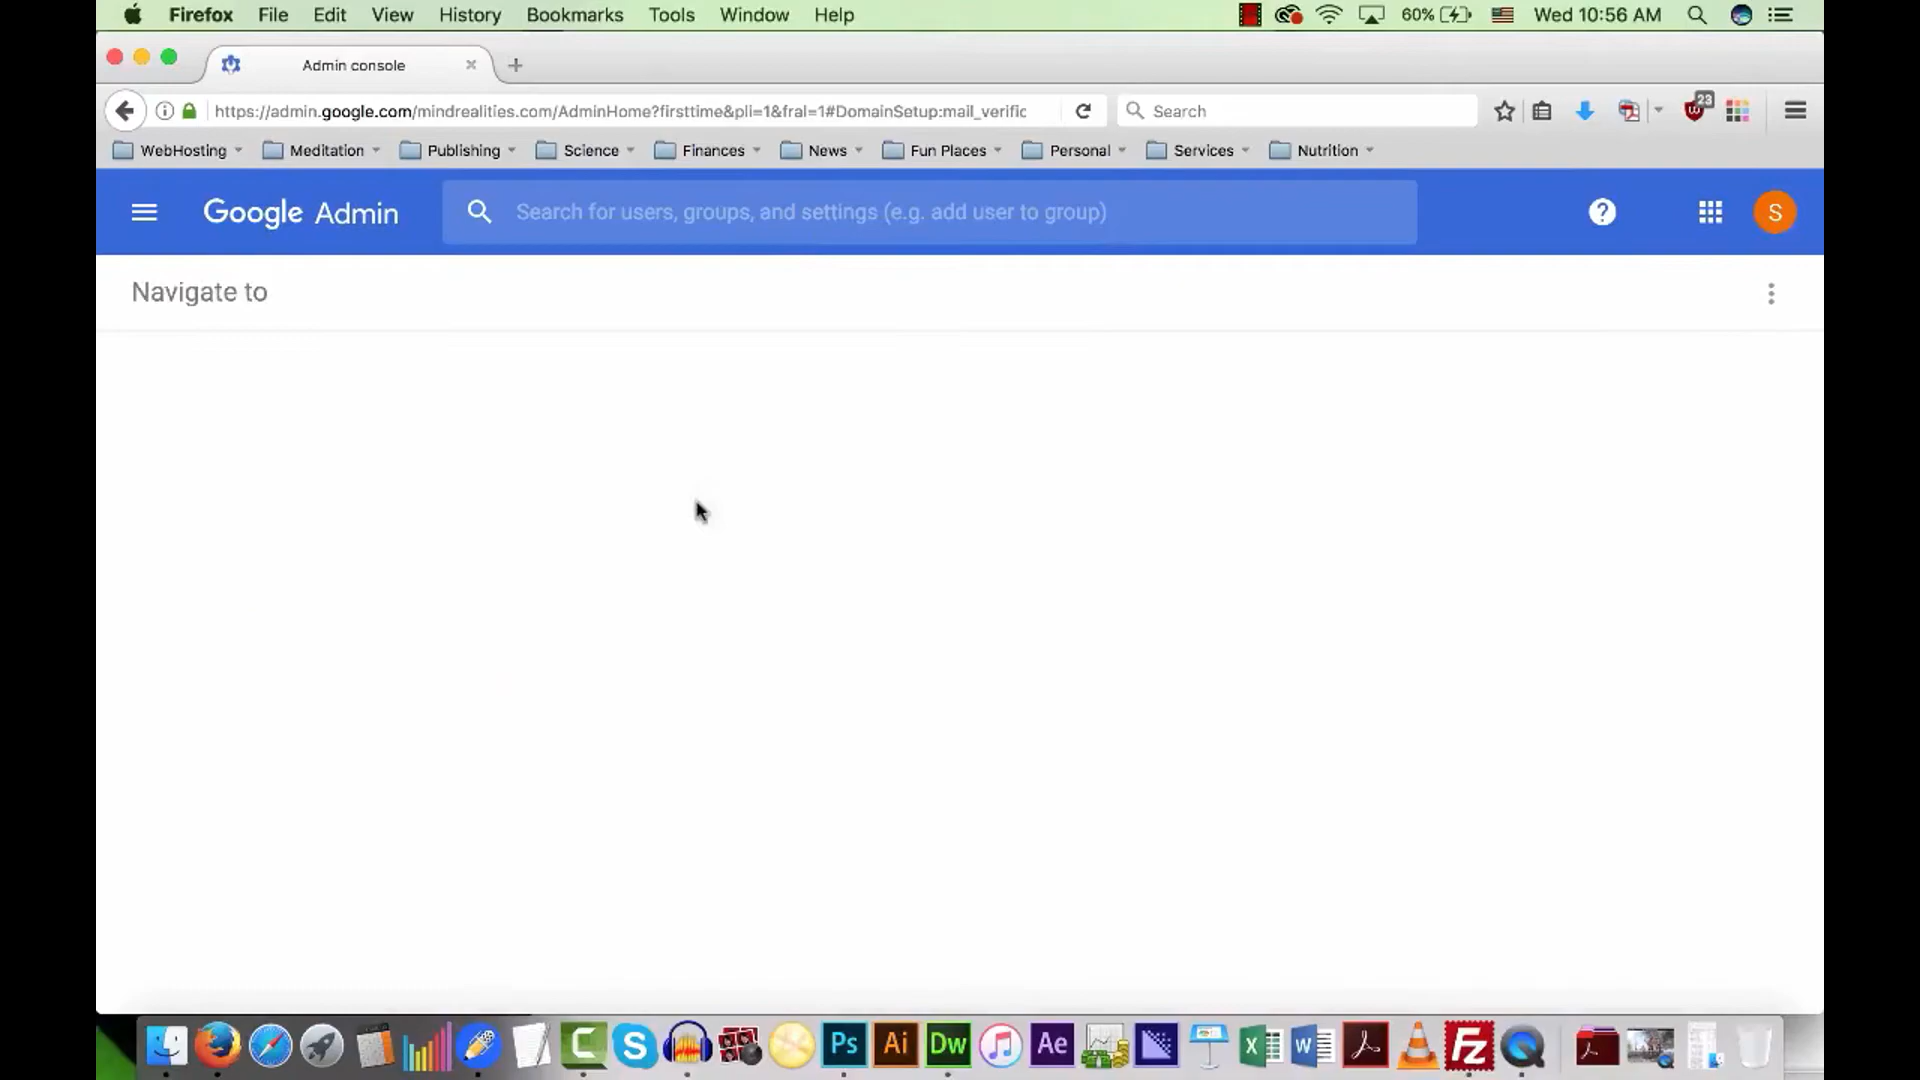 Firefox File Edit View History Bookmarks Tools Window Help 60% Wed 10:56 AM
Admin console
https://admin.google.com/mindrealities.com/AdminHome?firsttime&pli=1&fral=1#DomainSetup:mail_verific Search 23
WebHosting Meditation Publishing Science Finances News Fun Places Personal Services Nutrition
Google Admin Search for users, groups, and settings (e.g. add user to group) ? S
Navigate to
C S Ps Ai Dw Ae X W Fz